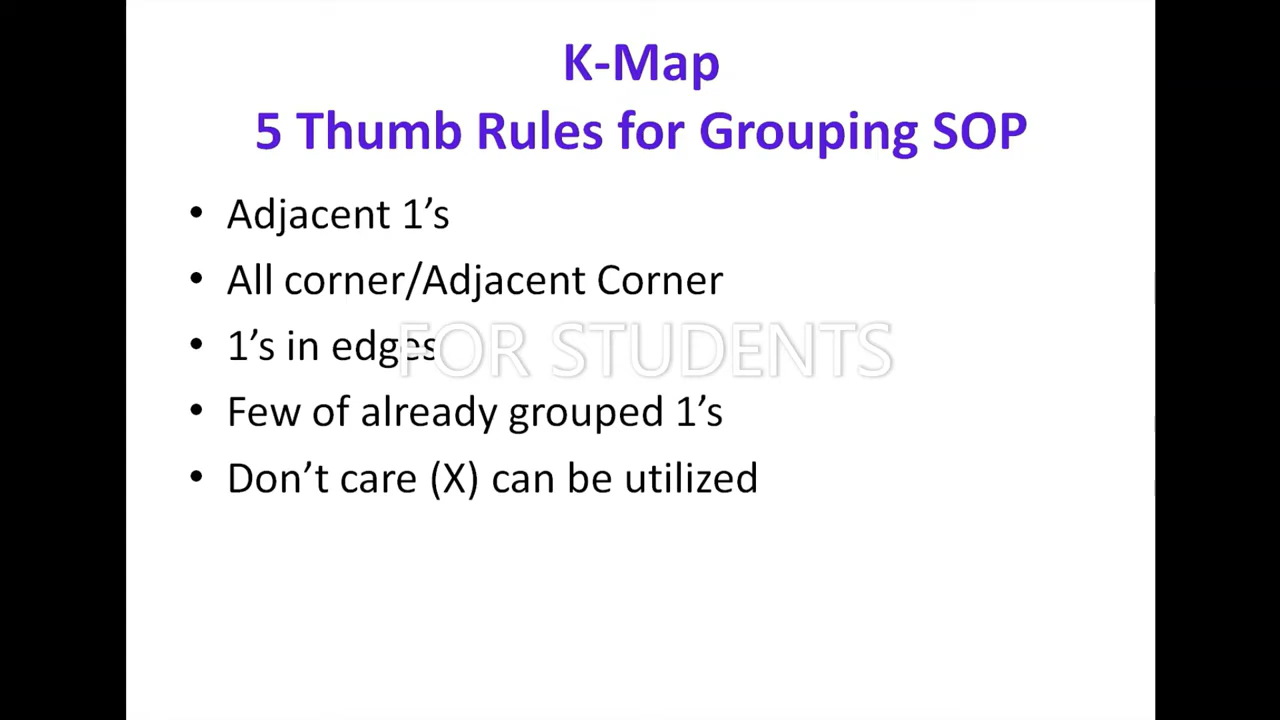 K-Map
5 Thumb Rules for Grouping SOP
• Adjacent 1’s
• All corner/Adjacent Corner
• 1’s in edges
FOR STUDENTS
• Few of already grouped 1’s
• Don’t care (X) can be utilized